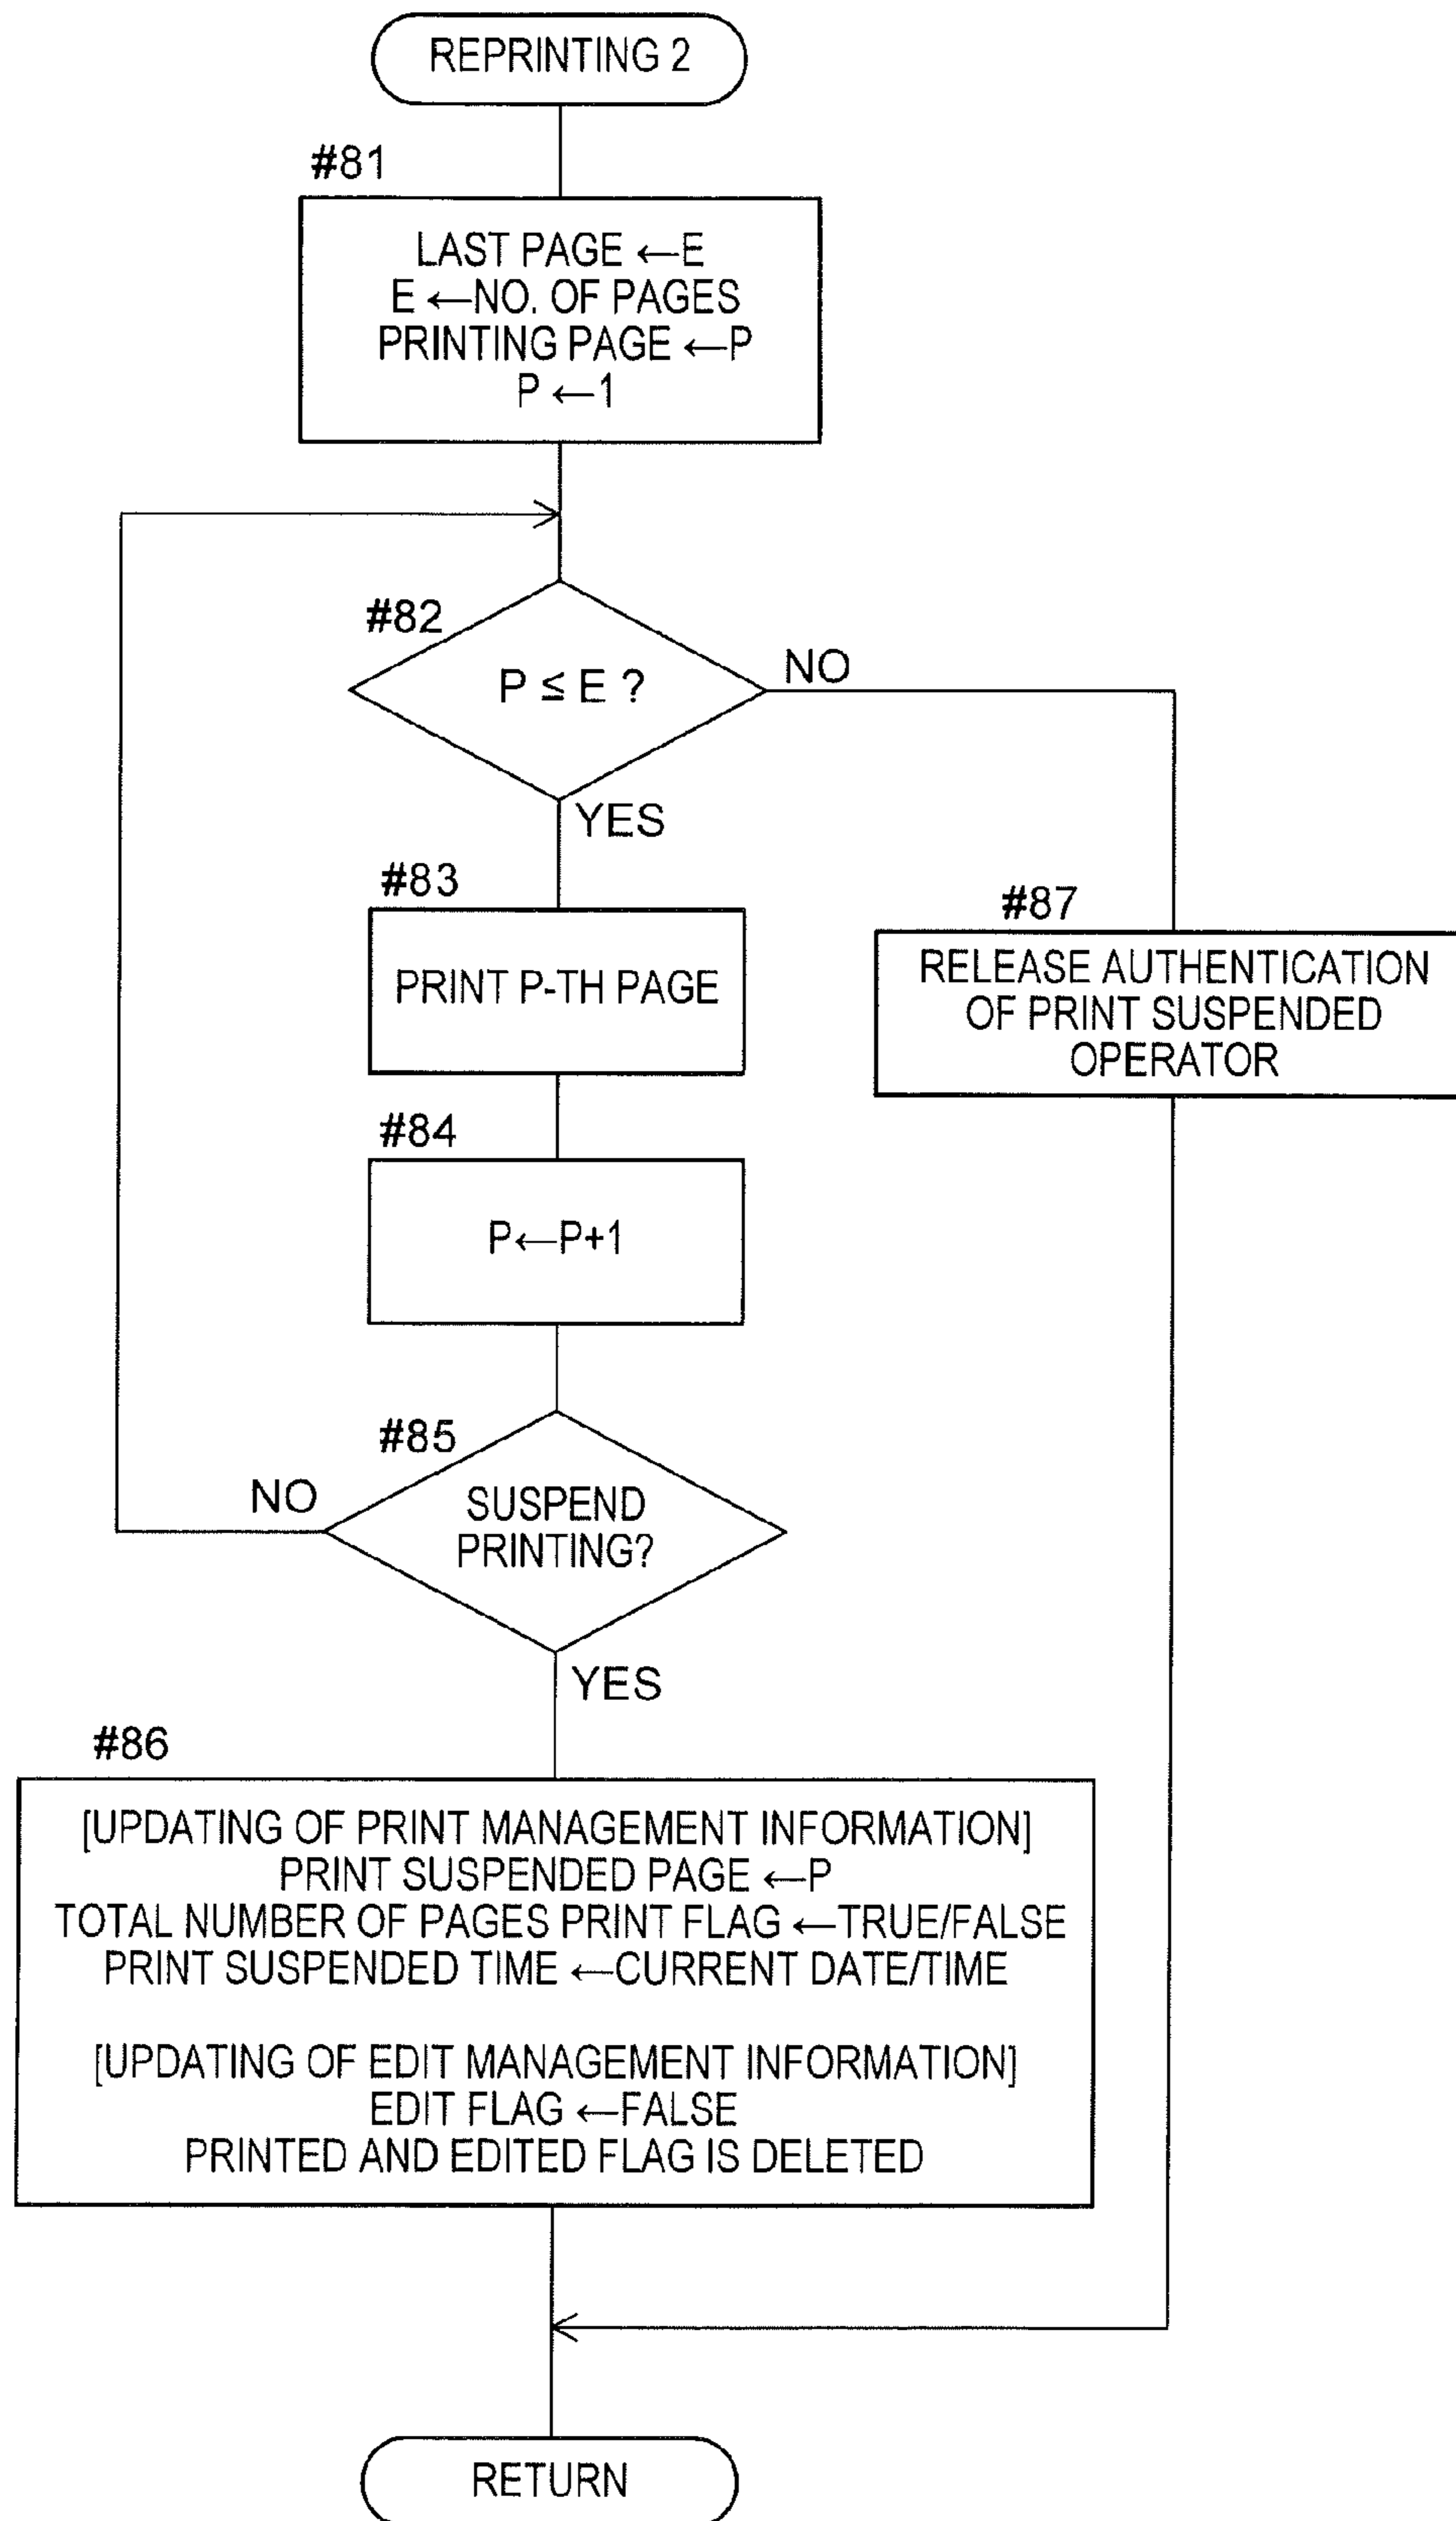 REPRINTING 2
#81
LAST PAGE ←E
E ←NO. OF PAGES
PRINTING PAGE ←P
P ←1
#82
P ≤ E ?
NO
YES
#83
PRINT P-TH PAGE
#87
RELEASE AUTHENTICATION
OF PRINT SUSPENDED
OPERATOR
#84
P←P+1
#85
SUSPEND
PRINTING?
NO
YES
#86
[UPDATING OF PRINT MANAGEMENT INFORMATION]
PRINT SUSPENDED PAGE ←P
TOTAL NUMBER OF PAGES PRINT FLAG ←TRUE/FALSE
PRINT SUSPENDED TIME ←CURRENT DATE/TIME
[UPDATING OF EDIT MANAGEMENT INFORMATION]
EDIT FLAG ←FALSE
PRINTED AND EDITED FLAG IS DELETED
RETURN